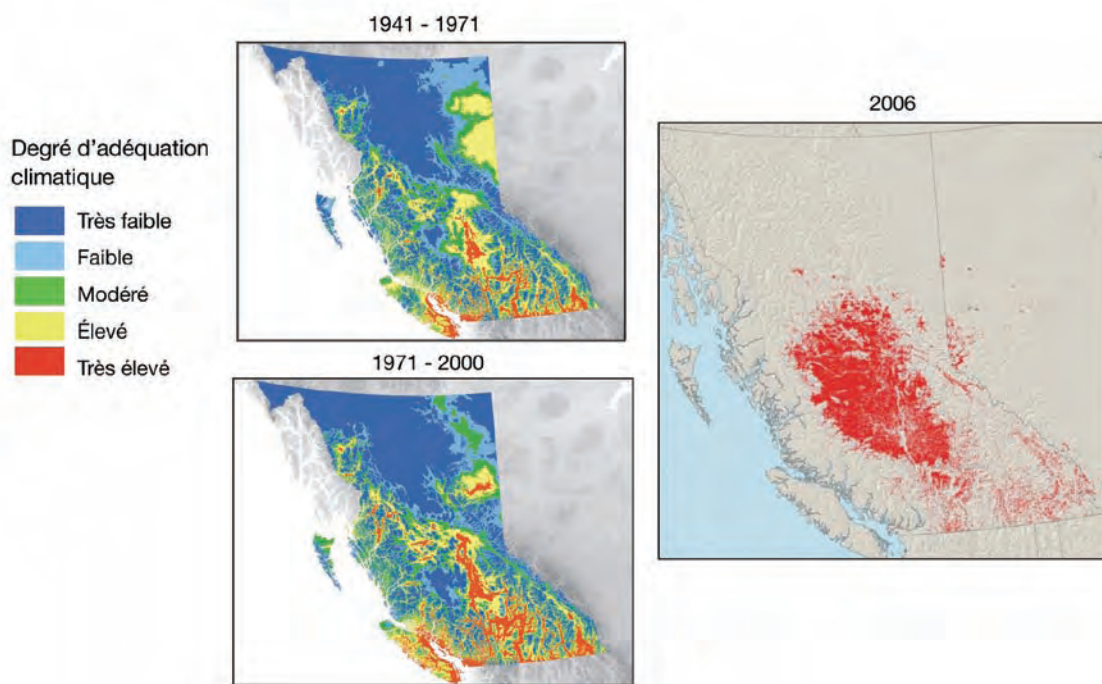 1941 - 1971
2006
Degré d'adéquation
climatique
Très faible
Faible
Modéré
Élevé
Très élevé
1971 - 2000